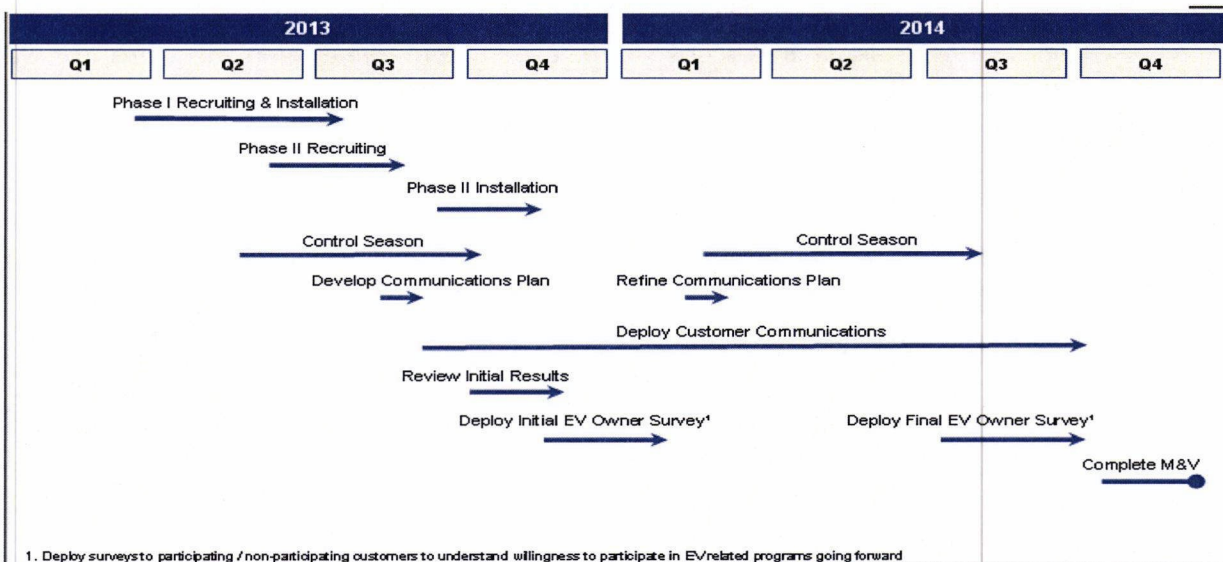 2013 2014
Q1 Q2 Q3 Q4 Q1 Q2 Q3 Q4
Phase I Recruiting & Installation
Phase II Recruiting
Phase II Installation
Control Season Control Season
Develop Communications Plan Refine Communications Plan
Deploy Customer Communications
Review Initial Results
Deploy Initial EV Owner Survey¹ Deploy Final EV Owner Survey¹
Complete M&V
1. Deploy surveys to participating / non-participating customers to understand willingness to participate in EV related programs going forward